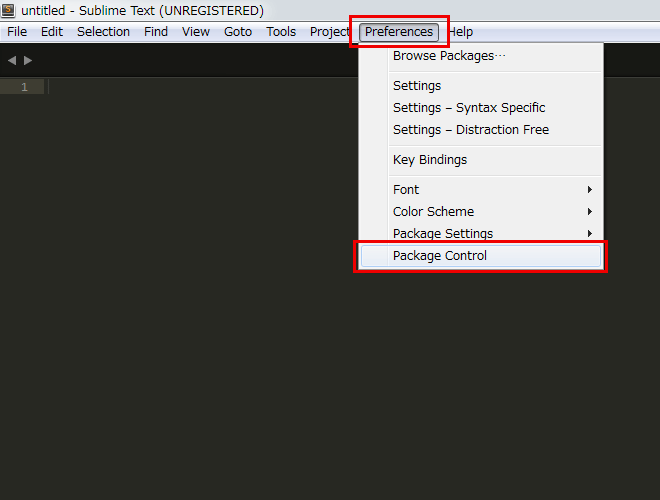 untitled - Sublime Text (UNREGISTERED)
File Edit Selection Find View Goto Tools Project Preferences Help
Browse Packages…
1
Settings
Settings – Syntax Specific
Settings – Distraction Free
Key Bindings
Font
Color Scheme
Package Settings
Package Control